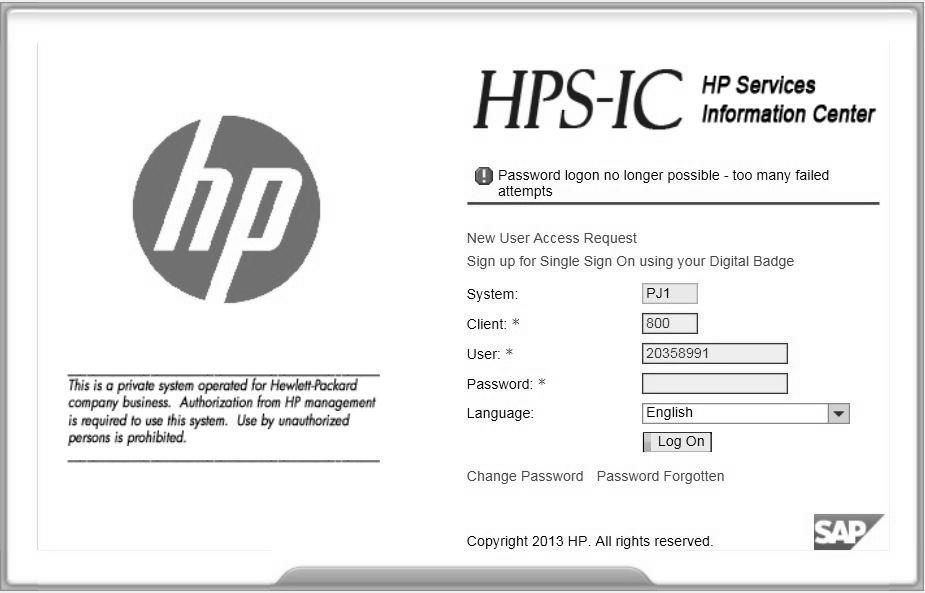 HPS-IC HP Services
Information Center
hp
Password logon no longer possible - too many failed
attempts
New User Access Request
Sign up for Single Sign On using your Digital Badge
System: PJ1
Client: * 800
User: * 20358991
Password: *
Language: English
Log On
Change Password Password Forgotten
This is a private system operated for Hewlett-Packard
company business. Authorization from HP management
is required to use this system. Use by unauthorized
persons is prohibited.
Copyright 2013 HP. All rights reserved.
SAP